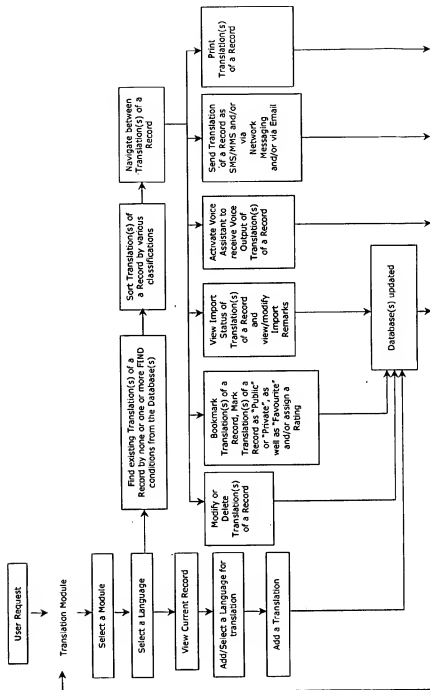 User Request
Translation Module
Select a Module
Select a Language
View Current Record
Add/Select a Language for
translation
Add a Translation
Find existing Translation(s) of a
Record by none or one or more FIND
conditions from the Database(s)
Sort Translation(s) of
a Record by various
classifications
Navigate between
Translation(s) of a
Record
Modify or
Delete
Translation(s)
of a Record
Bookmark
Translation(s) of a
Record, Mark
Translation(s) of a
Record as "Public"
or "Private", as
well as "Favourite"
and/or assign a
Rating
View Import
Status of
Translation(s)
of a Record
and
view/modify
Import
Remarks
Activate Voice
Assistant to
receive Voice
Output of
Translation(s)
of a Record
Send Translation
of a Record as
SMS/MMS and/or
via
Network
Messaging
and/or via Email
Print
Translation(s)
of a Record
Database(s) updated